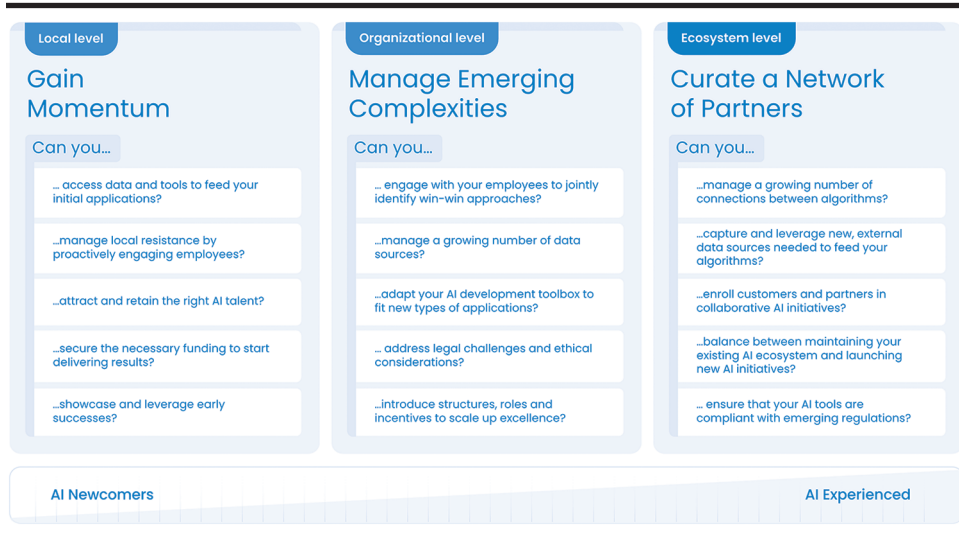 Local level
Gain
Momentum
Can you...
... access data and tools to feed your
initial applications?
...manage local resistance by
proactively engaging employees?
...attract and retain the right AI talent?
...secure the necessary funding to start
delivering results?
...showcase and leverage early
successes?
Organizational level
Manage Emerging
Complexities
Can you...
... engage with your employees to jointly
identify win-win approaches?
...manage a growing number of data
sources?
...adapt your AI development toolbox to
fit new types of applications?
... address legal challenges and ethical
considerations?
...introduce structures, roles and
incentives to scale up excellence?
Ecosystem level
Curate a Network
of Partners
Can you...
...manage a growing number of
connections between algorithms?
...capture and leverage new, external
data sources needed to feed your
algorithms?
...enroll customers and partners in
collaborative AI initiatives?
...balance between maintaining your
existing AI ecosystem and launching
new AI initiatives?
... ensure that your AI tools are
compliant with emerging regulations?
AI Newcomers
AI Experienced